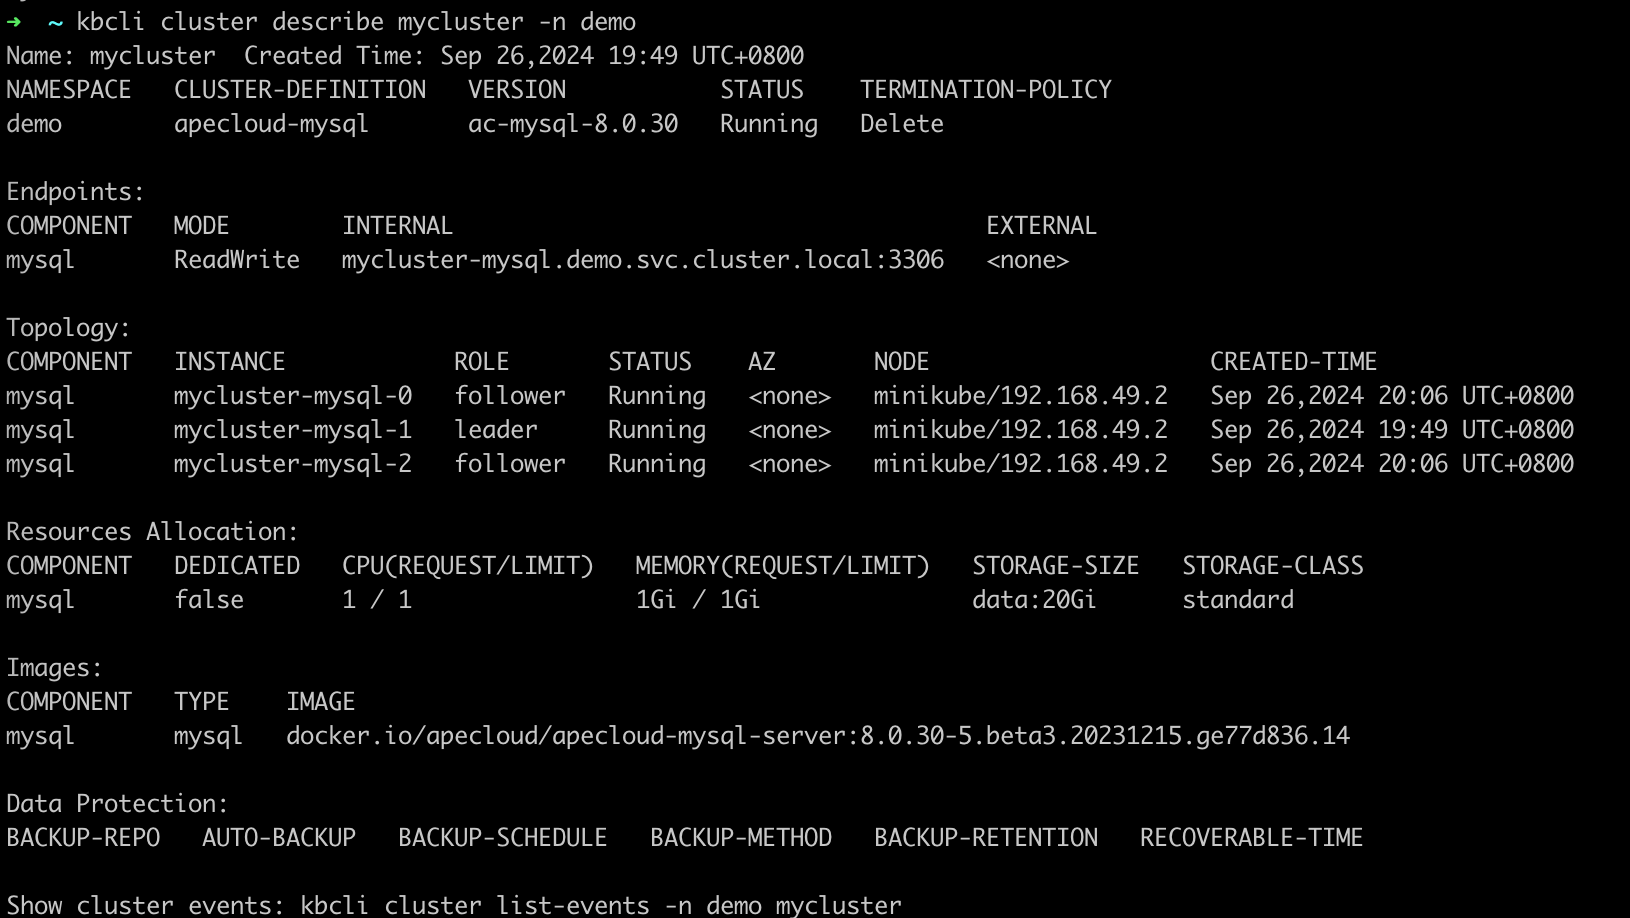 → ~ kbcli cluster describe mycluster -n demo
Name: mycluster  Created Time: Sep 26,2024 19:49 UTC+0800
NAMESPACE   CLUSTER-DEFINITION   VERSION           STATUS    TERMINATION-POLICY
demo        apecloud-mysql       ac-mysql-8.0.30   Running   Delete

Endpoints:
COMPONENT   MODE        INTERNAL                                      EXTERNAL
mysql       ReadWrite   mycluster-mysql.demo.svc.cluster.local:3306   <none>

Topology:
COMPONENT   INSTANCE            ROLE       STATUS    AZ       NODE                    CREATED-TIME
mysql       mycluster-mysql-0   follower   Running   <none>   minikube/192.168.49.2   Sep 26,2024 20:06 UTC+0800
mysql       mycluster-mysql-1   leader     Running   <none>   minikube/192.168.49.2   Sep 26,2024 19:49 UTC+0800
mysql       mycluster-mysql-2   follower   Running   <none>   minikube/192.168.49.2   Sep 26,2024 20:06 UTC+0800

Resources Allocation:
COMPONENT   DEDICATED   CPU(REQUEST/LIMIT)   MEMORY(REQUEST/LIMIT)   STORAGE-SIZE   STORAGE-CLASS
mysql       false       1 / 1                1Gi / 1Gi               data:20Gi      standard

Images:
COMPONENT   TYPE    IMAGE
mysql       mysql   docker.io/apecloud/apecloud-mysql-server:8.0.30-5.beta3.20231215.ge77d836.14

Data Protection:
BACKUP-REPO   AUTO-BACKUP   BACKUP-SCHEDULE   BACKUP-METHOD   BACKUP-RETENTION   RECOVERABLE-TIME

Show cluster events: kbcli cluster list-events -n demo mycluster